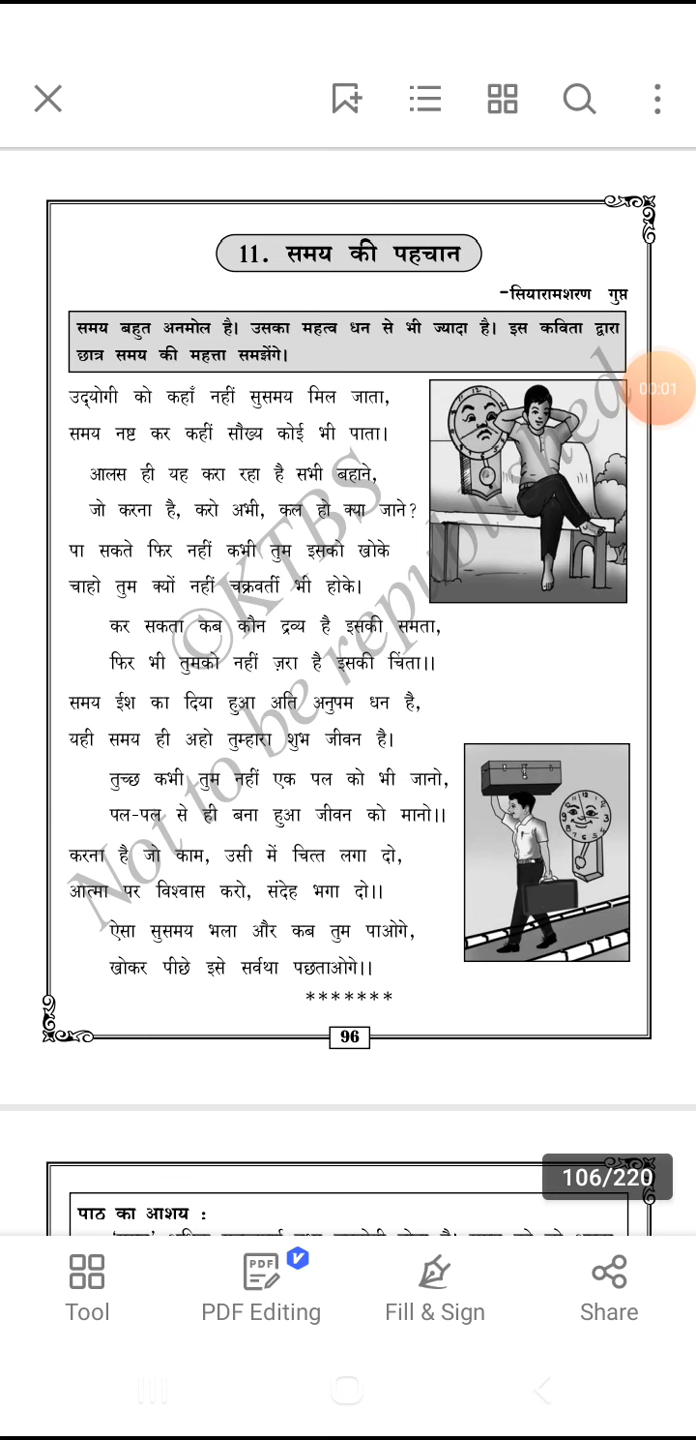 00:01
11. समय की पहचान
-सियारामशरण गुप्त
समय बहुत अनमोल है। उसका महत्व धन से भी ज्यादा है। इस कविता द्वारा
छात्र समय की महत्ता समझेंगे।
उद्योगी को कहाँ नहीं सुसमय मिल जाता,
समय नष्ट कर कहीं सौख्य कोई भी पाता।
आलस ही यह करा रहा है सभी बहाने,
जो करना है, करो अभी, कल हो क्या जाने?
पा सकते फिर नहीं कभी तुम इसको खोके
चाहो तुम क्यों नहीं चक्रवर्ती भी होके।
कर सकता कब कौन द्रव्य है इसकी समता,
फिर भी तुमको नहीं ज़रा है इसकी चिंता।।
समय ईश का दिया हुआ अति अनुपम धन है,
यही समय ही अहो तुम्हारा शुभ जीवन है।
तुच्छ कभी तुम नहीं एक पल को भी जानो,
पल-पल से ही बना हुआ जीवन को मानो।।
करना है जो काम, उसी में चित्त लगा दो,
आत्मा पर विश्वास करो, संदेह भगा दो।।
ऐसा सुसमय भला और कब तुम पाओगे,
खोकर पीछे इसे सर्वथा पछताओगे।।
*******
©KTBS
Not to be republished
96
106/220
पाठ का आशय :
PDF
Tool
PDF Editing
Fill & Sign
Share